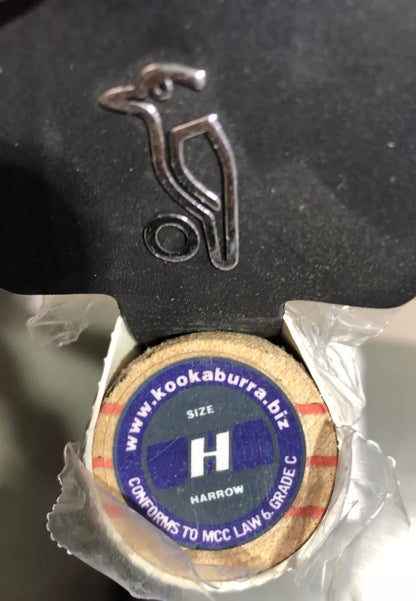 www.kookaburra.biz
SIZE
H
HARROW
CONFORMS TO MCC LAW 6. GRADE C